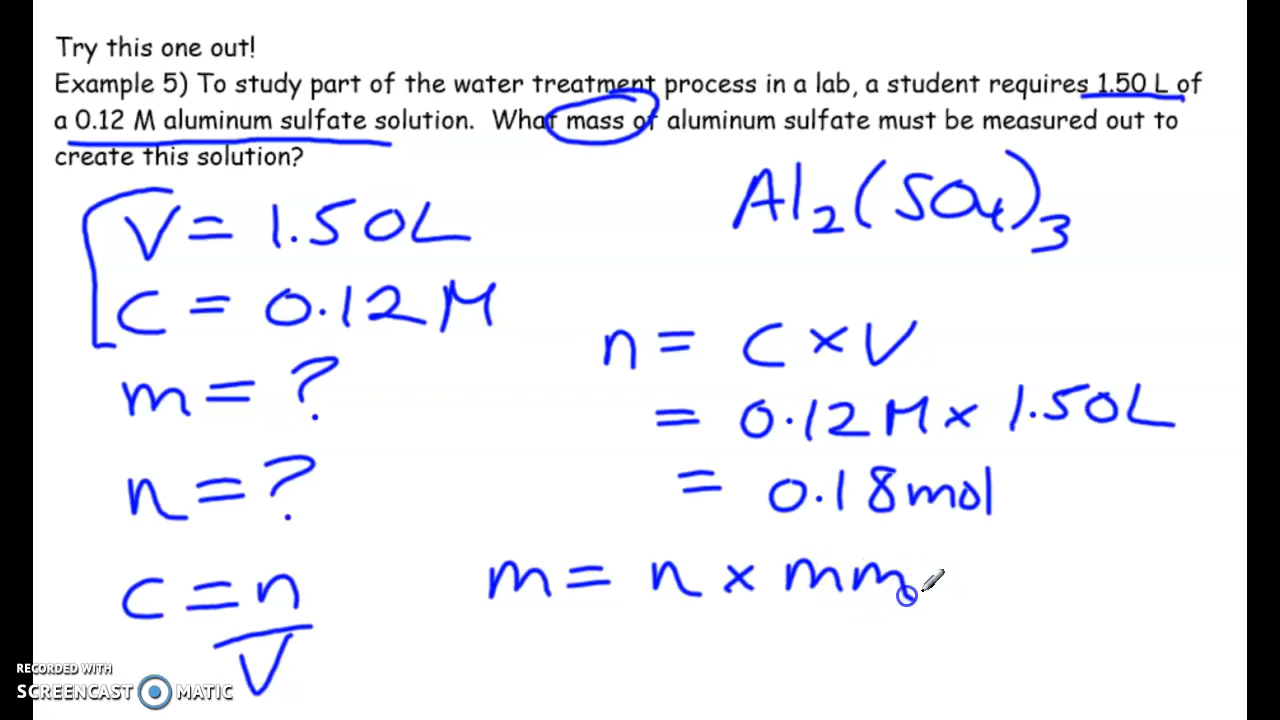 Try this one out!
Example 5) To study part of the water treatment process in a lab, a student requires 1.50 L of
a 0.12 M aluminum sulfate solution. What mass of aluminum sulfate must be measured out to
create this solution?
V = 1.50L
C = 0.12M
m = ?
n = ?
C = n
V
Al2(SO4)3
n = C × V
= 0.12M × 1.50L
= 0.18mol
m = n × mm
RECORDED WITH
SCREENCAST MATIC